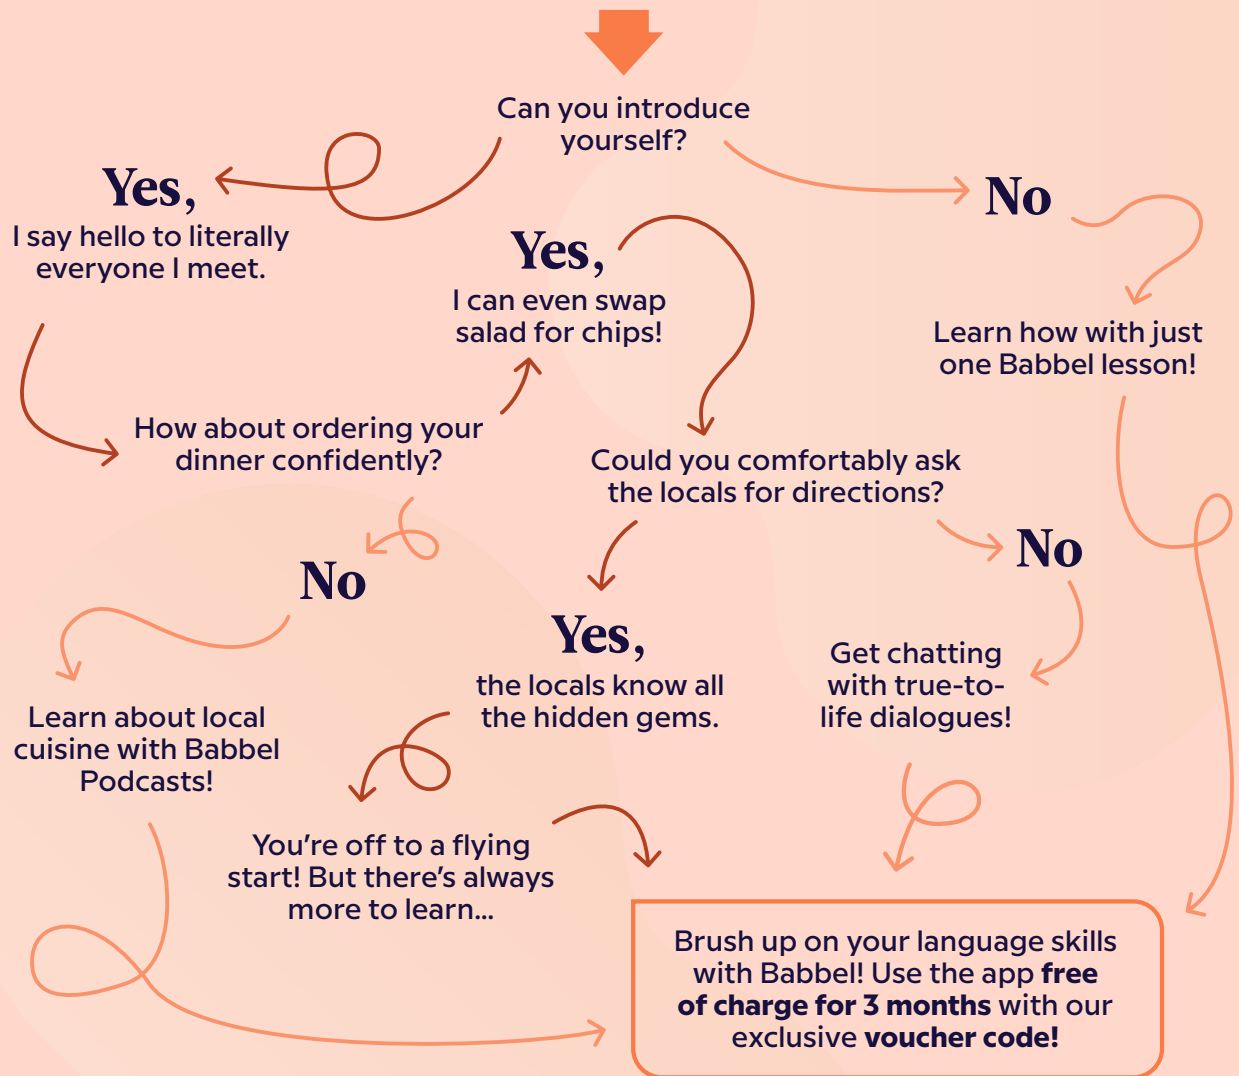 Can you introduce
yourself?
Yes,
I say hello to literally
everyone I meet.
No
Yes,
I can even swap
salad for chips!
Learn how with just
one Babbel lesson!
How about ordering your
dinner confidently?
Could you comfortably ask
the locals for directions?
No
No
Yes,
the locals know all
the hidden gems.
Get chatting
with true-to-
life dialogues!
Learn about local
cuisine with Babbel
Podcasts!
You’re off to a flying
start! But there’s always
more to learn...
Brush up on your language skills
with Babbel! Use the app free
of charge for 3 months with our
exclusive voucher code!